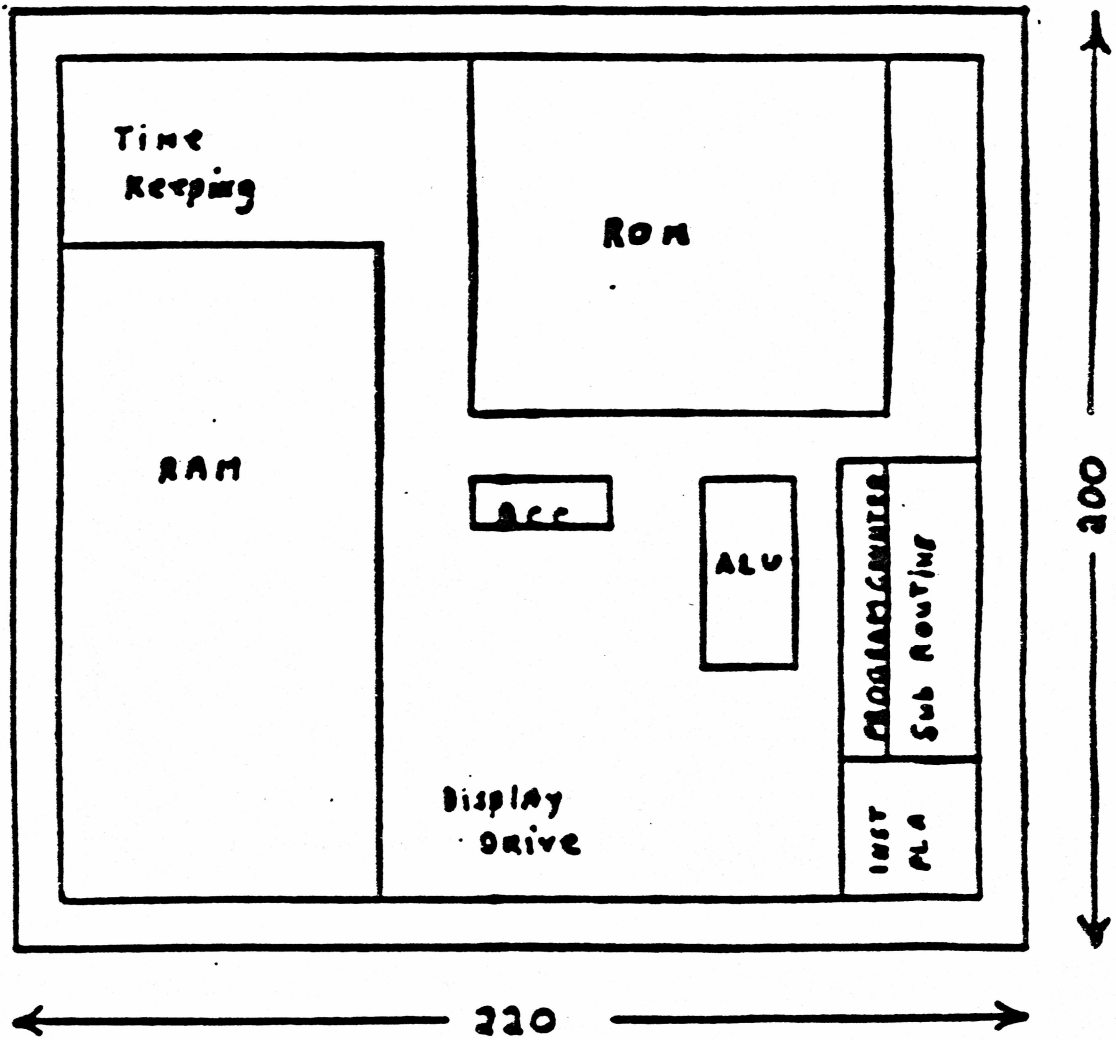 Time
Keeping
ROM
RAM
ACC
ALU
PROGRAM COUNTER
Sub ROUTINE
Display
Drive
INST
PLA
200
220